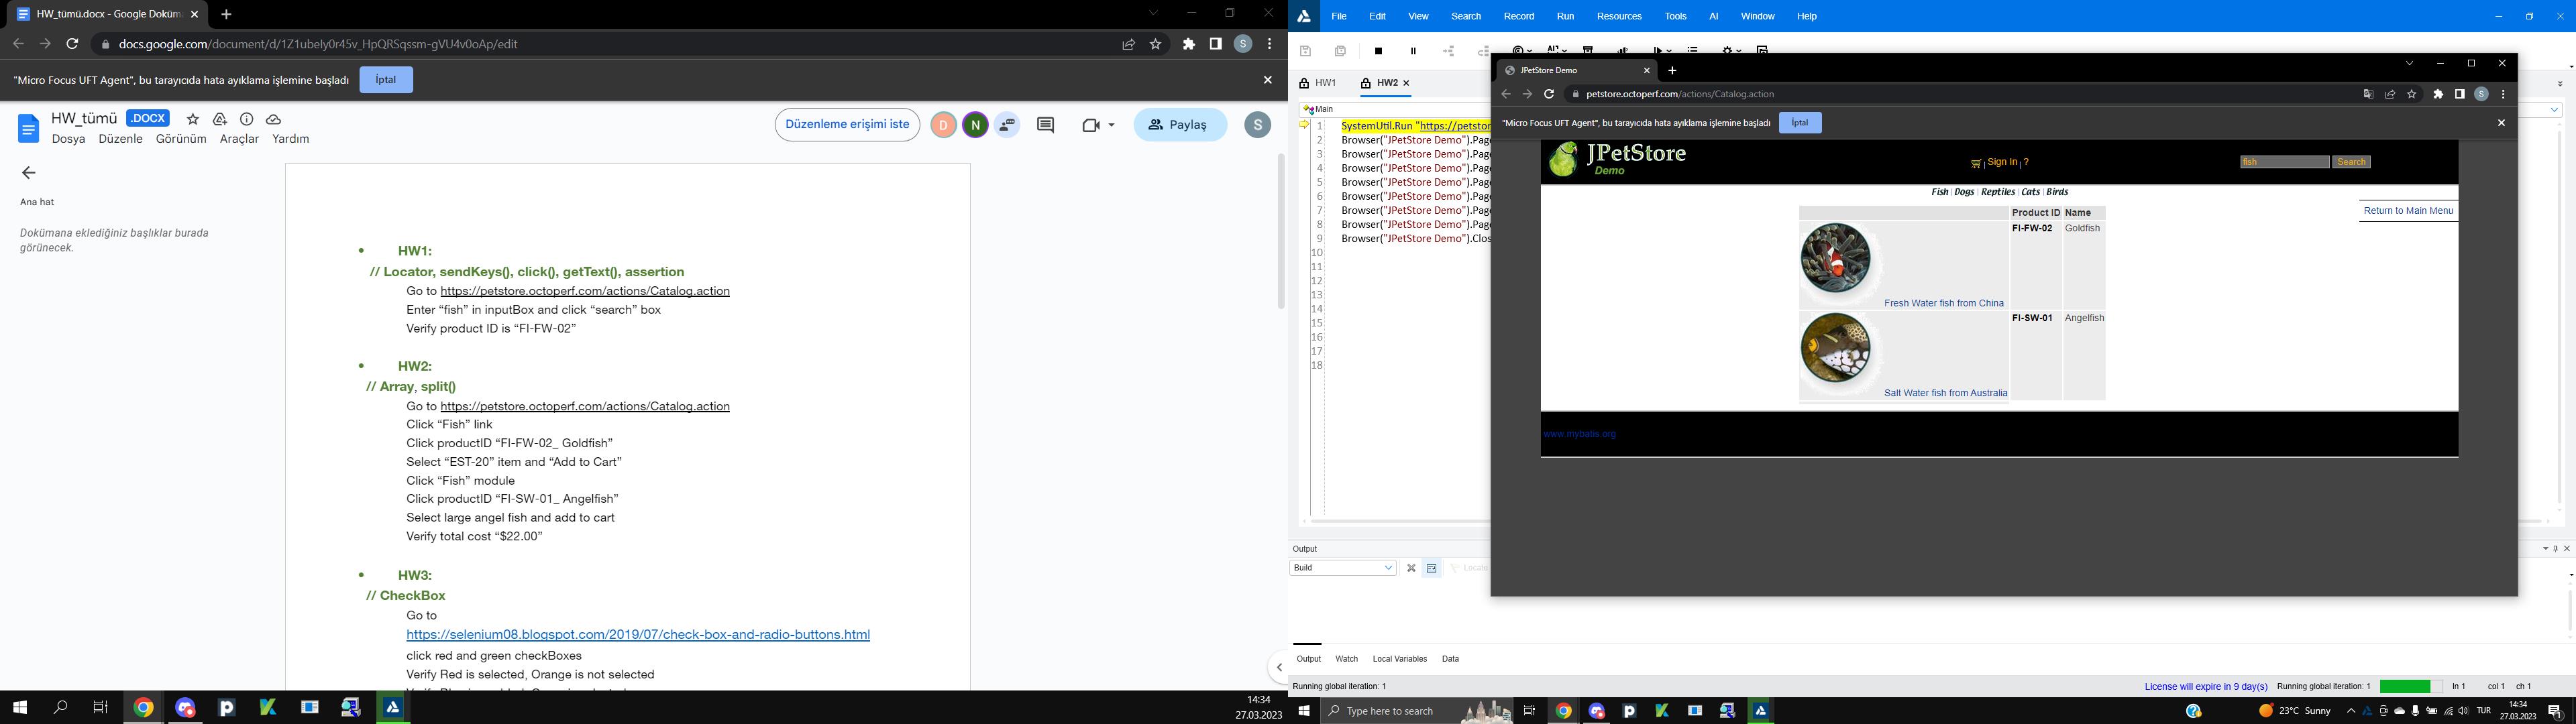 HW_tümü.docx - Google Doküm
docs.google.com/document/d/1Z1ubeIy0r45v_HpQRSqssm-gVU4v0oAp/edit
S
"Micro Focus UFT Agent", bu tarayıcıda hata ayıklama işlemine başladı
İptal
HW_tümü
.DOCX
Dosya Düzenle Görünüm Araçlar Yardım
Düzenleme erişimi iste
D
N
Paylaş
S
Ana hat
Dokümana eklediğiniz başlıklar burada
görünecek.
• HW1:
// Locator, sendKeys(), click(), getText(), assertion
Go to https://petstore.octoperf.com/actions/Catalog.action
Enter “fish” in inputBox and click “search” box
Verify product ID is “FI-FW-02”
• HW2:
// Array, split()
Go to https://petstore.octoperf.com/actions/Catalog.action
Click “Fish” link
Click productID “FI-FW-02_ Goldfish”
Select “EST-20” item and “Add to Cart”
Click “Fish” module
Click productID “FI-SW-01_ Angelfish”
Select large angel fish and add to cart
Verify total cost “$22.00”
• HW3:
// CheckBox
Go to
https://selenium08.blogspot.com/2019/07/check-box-and-radio-buttons.html
click red and green checkBoxes
Verify Red is selected, Orange is not selected
14:34
27.03.2023
File Edit View Search Record Run Resources Tools AI Window Help
HW1
HW2
Main
1 SystemUtil.Run "https://petstor
2 Browser("JPetStore Demo").Page
3 Browser("JPetStore Demo").Page
4 Browser("JPetStore Demo").Page
5 Browser("JPetStore Demo").Page
6 Browser("JPetStore Demo").Page
7 Browser("JPetStore Demo").Page
8 Browser("JPetStore Demo").Page
9 Browser("JPetStore Demo").Clos
10
11
12
13
14
15
16
17
18
JPetStore Demo
petstore.octoperf.com/actions/Catalog.action
S
"Micro Focus UFT Agent", bu tarayıcıda hata ayıklama işlemine başladı
İptal
JPetStore
Demo
Sign In | ?
fish
Search
Fish | Dogs | Reptiles | Cats | Birds
Return to Main Menu
Product ID Name
FI-FW-02 Goldfish
Fresh Water fish from China
FI-SW-01 Angelfish
Salt Water fish from Australia
www.mybatis.org
Output
Build
Locate
Output Watch Local Variables Data
Running global iteration: 1
License will expire in 9 day(s)
Running global iteration: 1
ln 1 col 1 ch 1
Type here to search
23°C Sunny
TUR
14:34
27.03.2023